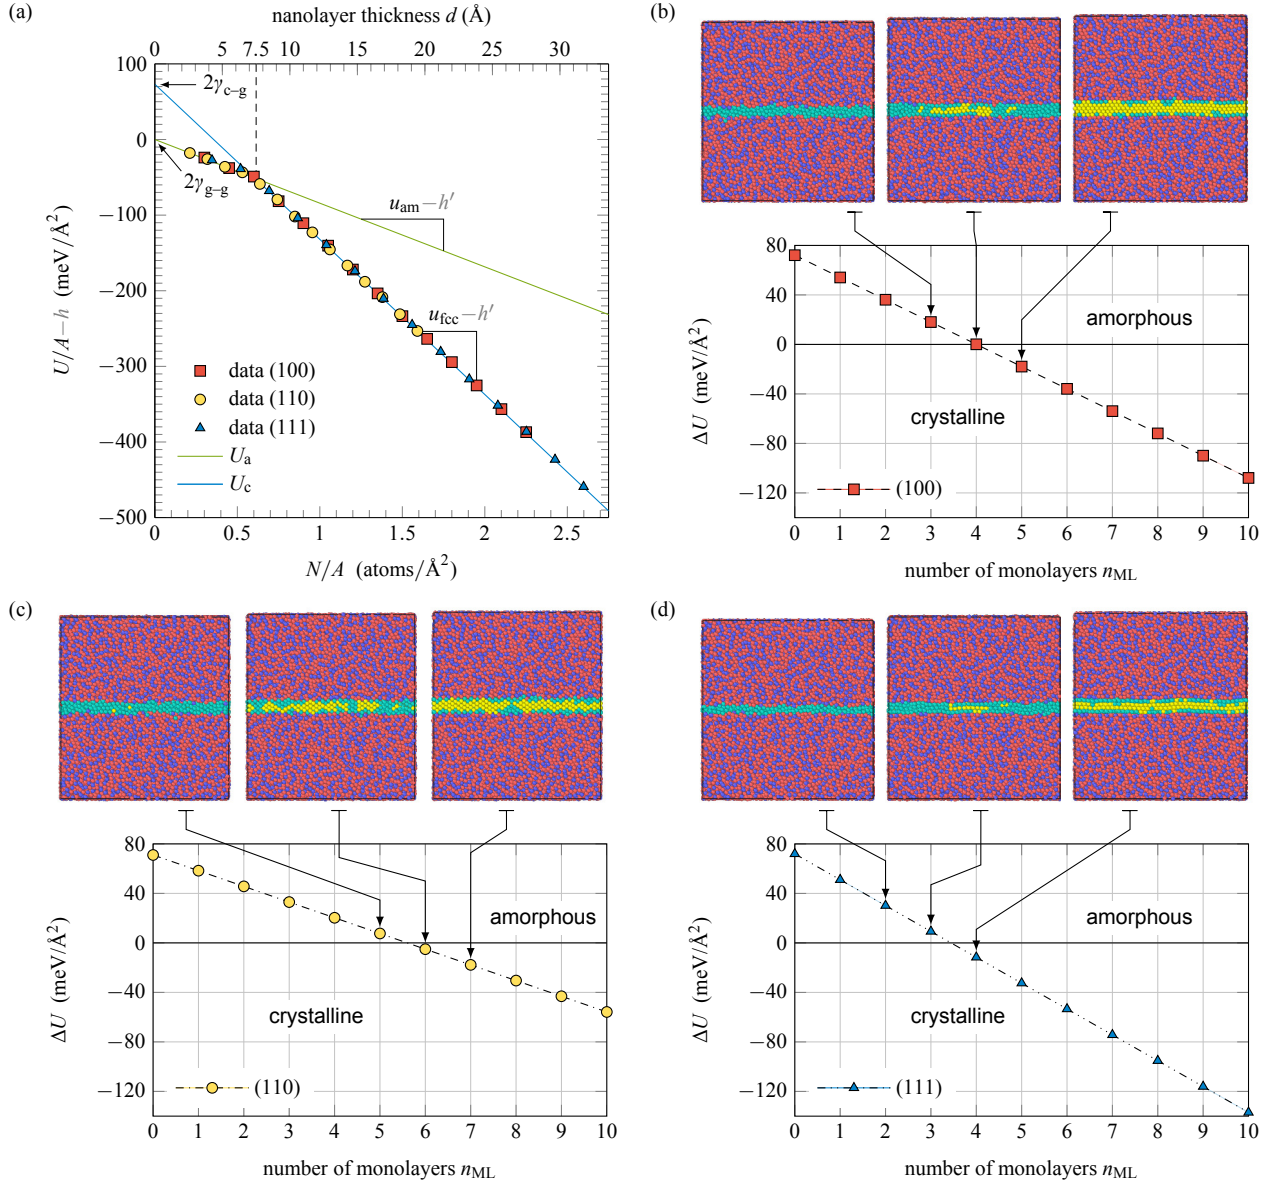 (a)
nanolayer thickness d (Å)
0 5 7.5 10 15 20 25 30
100
0
−100
−200
−300
−400
−500
U/A−h (meV/Å²)
2γc–g
2γg–g
uam−h′
ufcc−h′
data (100)
data (110)
data (111)
Ua
Uc
0 0.5 1 1.5 2 2.5
N/A (atoms/Å²)
(b)
80
40
0
−40
−80
−120
ΔU (meV/Å²)
amorphous
crystalline
(100)
0 1 2 3 4 5 6 7 8 9 10
number of monolayers nML
(c)
80
40
0
−40
−80
−120
ΔU (meV/Å²)
amorphous
crystalline
(110)
0 1 2 3 4 5 6 7 8 9 10
number of monolayers nML
(d)
80
40
0
−40
−80
−120
ΔU (meV/Å²)
amorphous
crystalline
(111)
0 1 2 3 4 5 6 7 8 9 10
number of monolayers nML